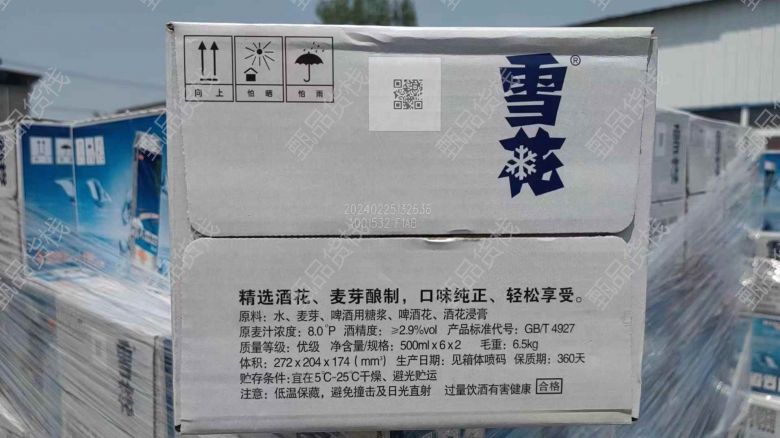 向上 怕晒 怕雨
雪花®
20240225132636
300 1532 F1AB
精选酒花、麦芽酿制，口味纯正、轻松享受。
原料：水、麦芽、啤酒用糖浆、啤酒花、酒花浸膏
原麦汁浓度：8.0°P 酒精度：≥2.9%vol 产品标准代号：GB/T 4927
质量等级：优级 净含量/规格：500ml x 6 x 2 毛重：6.5kg
体积：272 x 204 x 174（mm³） 生产日期：见箱体喷码 保质期：360天
贮存条件：宜在5℃-25℃干燥、避光贮运
注意：低温保藏，避免撞击及日光直射 过量饮酒有害健康 合格
甄品货栈